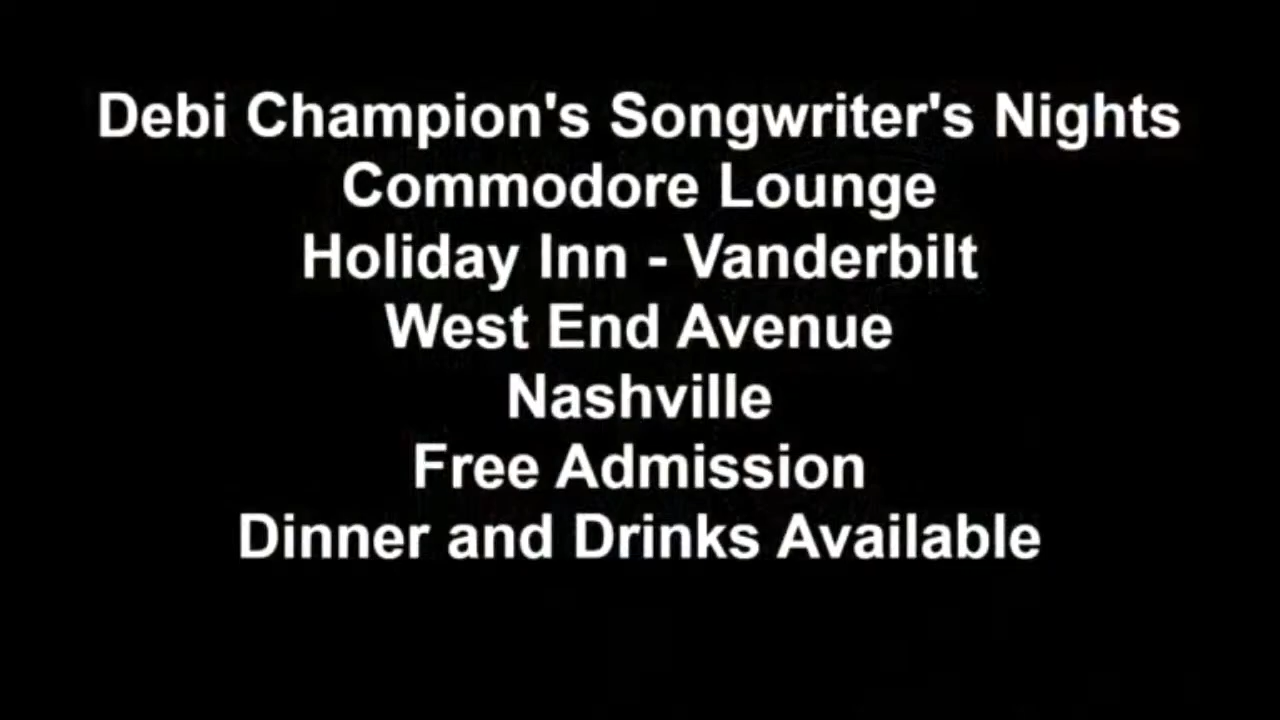 Debi Champion's Songwriter's Nights
Commodore Lounge
Holiday Inn - Vanderbilt
West End Avenue
Nashville
Free Admission
Dinner and Drinks Available